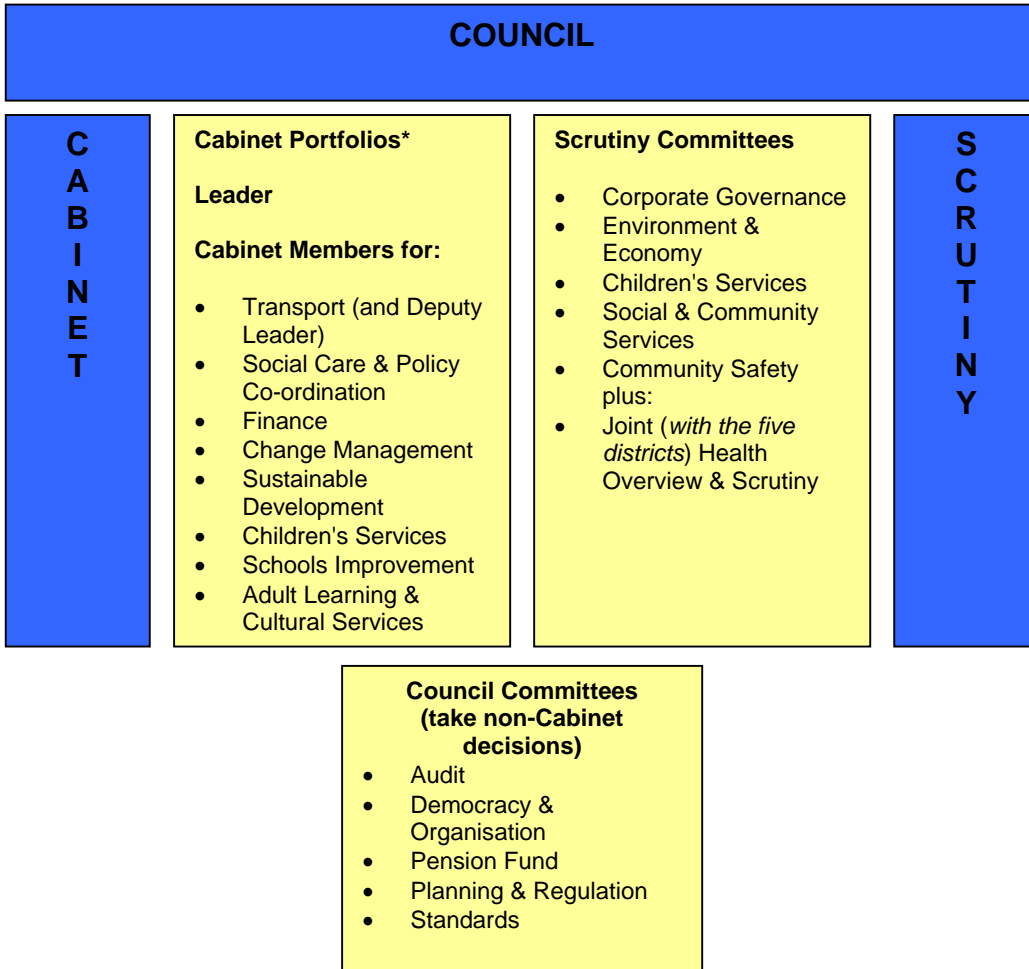 COUNCIL
C
A
B
I
N
E
T
Cabinet Portfolios*
Leader
Cabinet Members for:
• Transport (and Deputy
Leader)
• Social Care & Policy
Co-ordination
• Finance
• Change Management
• Sustainable
Development
• Children's Services
• Schools Improvement
• Adult Learning &
Cultural Services
Scrutiny Committees
• Corporate Governance
• Environment &
Economy
• Children's Services
• Social & Community
Services
• Community Safety
plus:
• Joint (with the five
districts) Health
Overview & Scrutiny
S
C
R
U
T
I
N
Y
Council Committees
(take non-Cabinet
decisions)
• Audit
• Democracy &
Organisation
• Pension Fund
• Planning & Regulation
• Standards